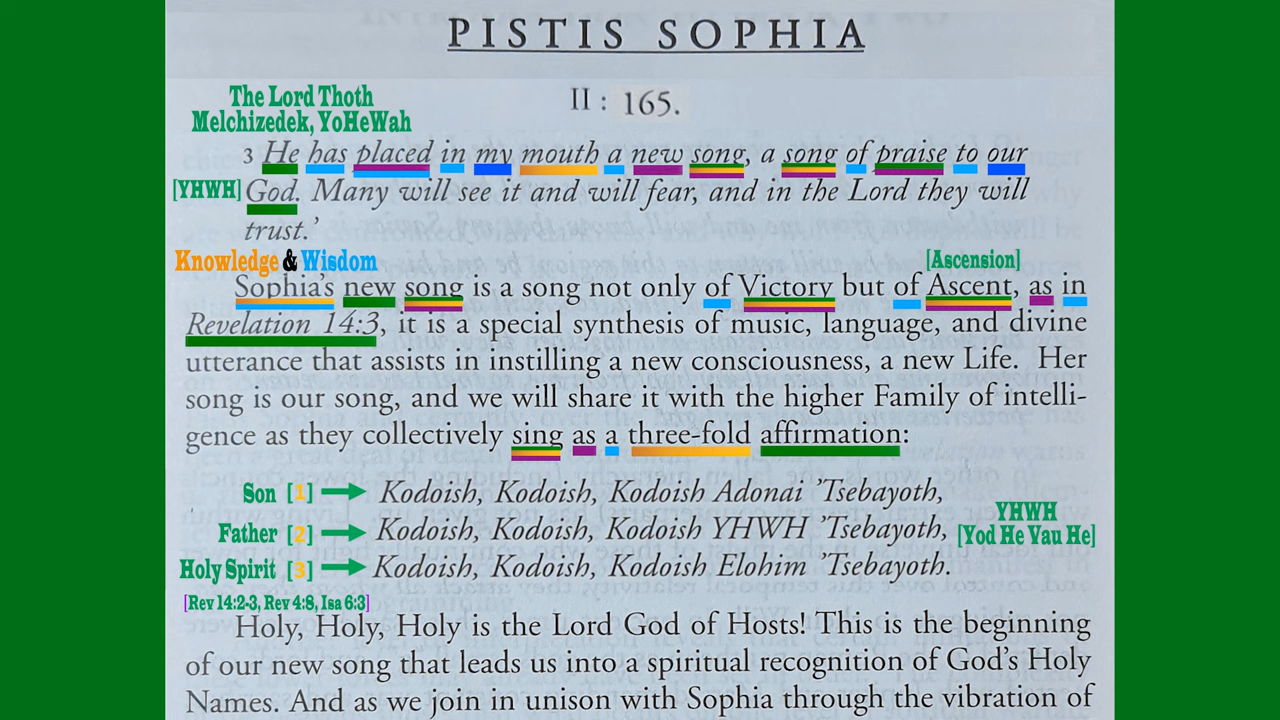 PISTIS SOPHIA
The Lord Thoth
Melchizedek, YoHeWah
II : 165.
3 He has placed in my mouth a new song, a song of praise to our
[YHWH] God. Many will see it and will fear, and in the Lord they will
trust.’
Knowledge & Wisdom
[Ascension]
Sophia’s new song is a song not only of Victory but of Ascent, as in
Revelation 14:3, it is a special synthesis of music, language, and divine
utterance that assists in instilling a new consciousness, a new Life. Her
song is our song, and we will share it with the higher Family of intelli-
gence as they collectively sing as a three-fold affirmation:
Son [1] Kodoish, Kodoish, Kodoish Adonai ’Tsebayoth,
Father [2] Kodoish, Kodoish, Kodoish YHWH ’Tsebayoth,
YHWH
[Yod He Vau He]
Holy Spirit [3] Kodoish, Kodoish, Kodoish Elohim ’Tsebayoth.
[Rev 14:2-3, Rev 4:8, Isa 6:3]
Holy, Holy, Holy is the Lord God of Hosts! This is the beginning
of our new song that leads us into a spiritual recognition of God’s Holy
Names. And as we join in unison with Sophia through the vibration of